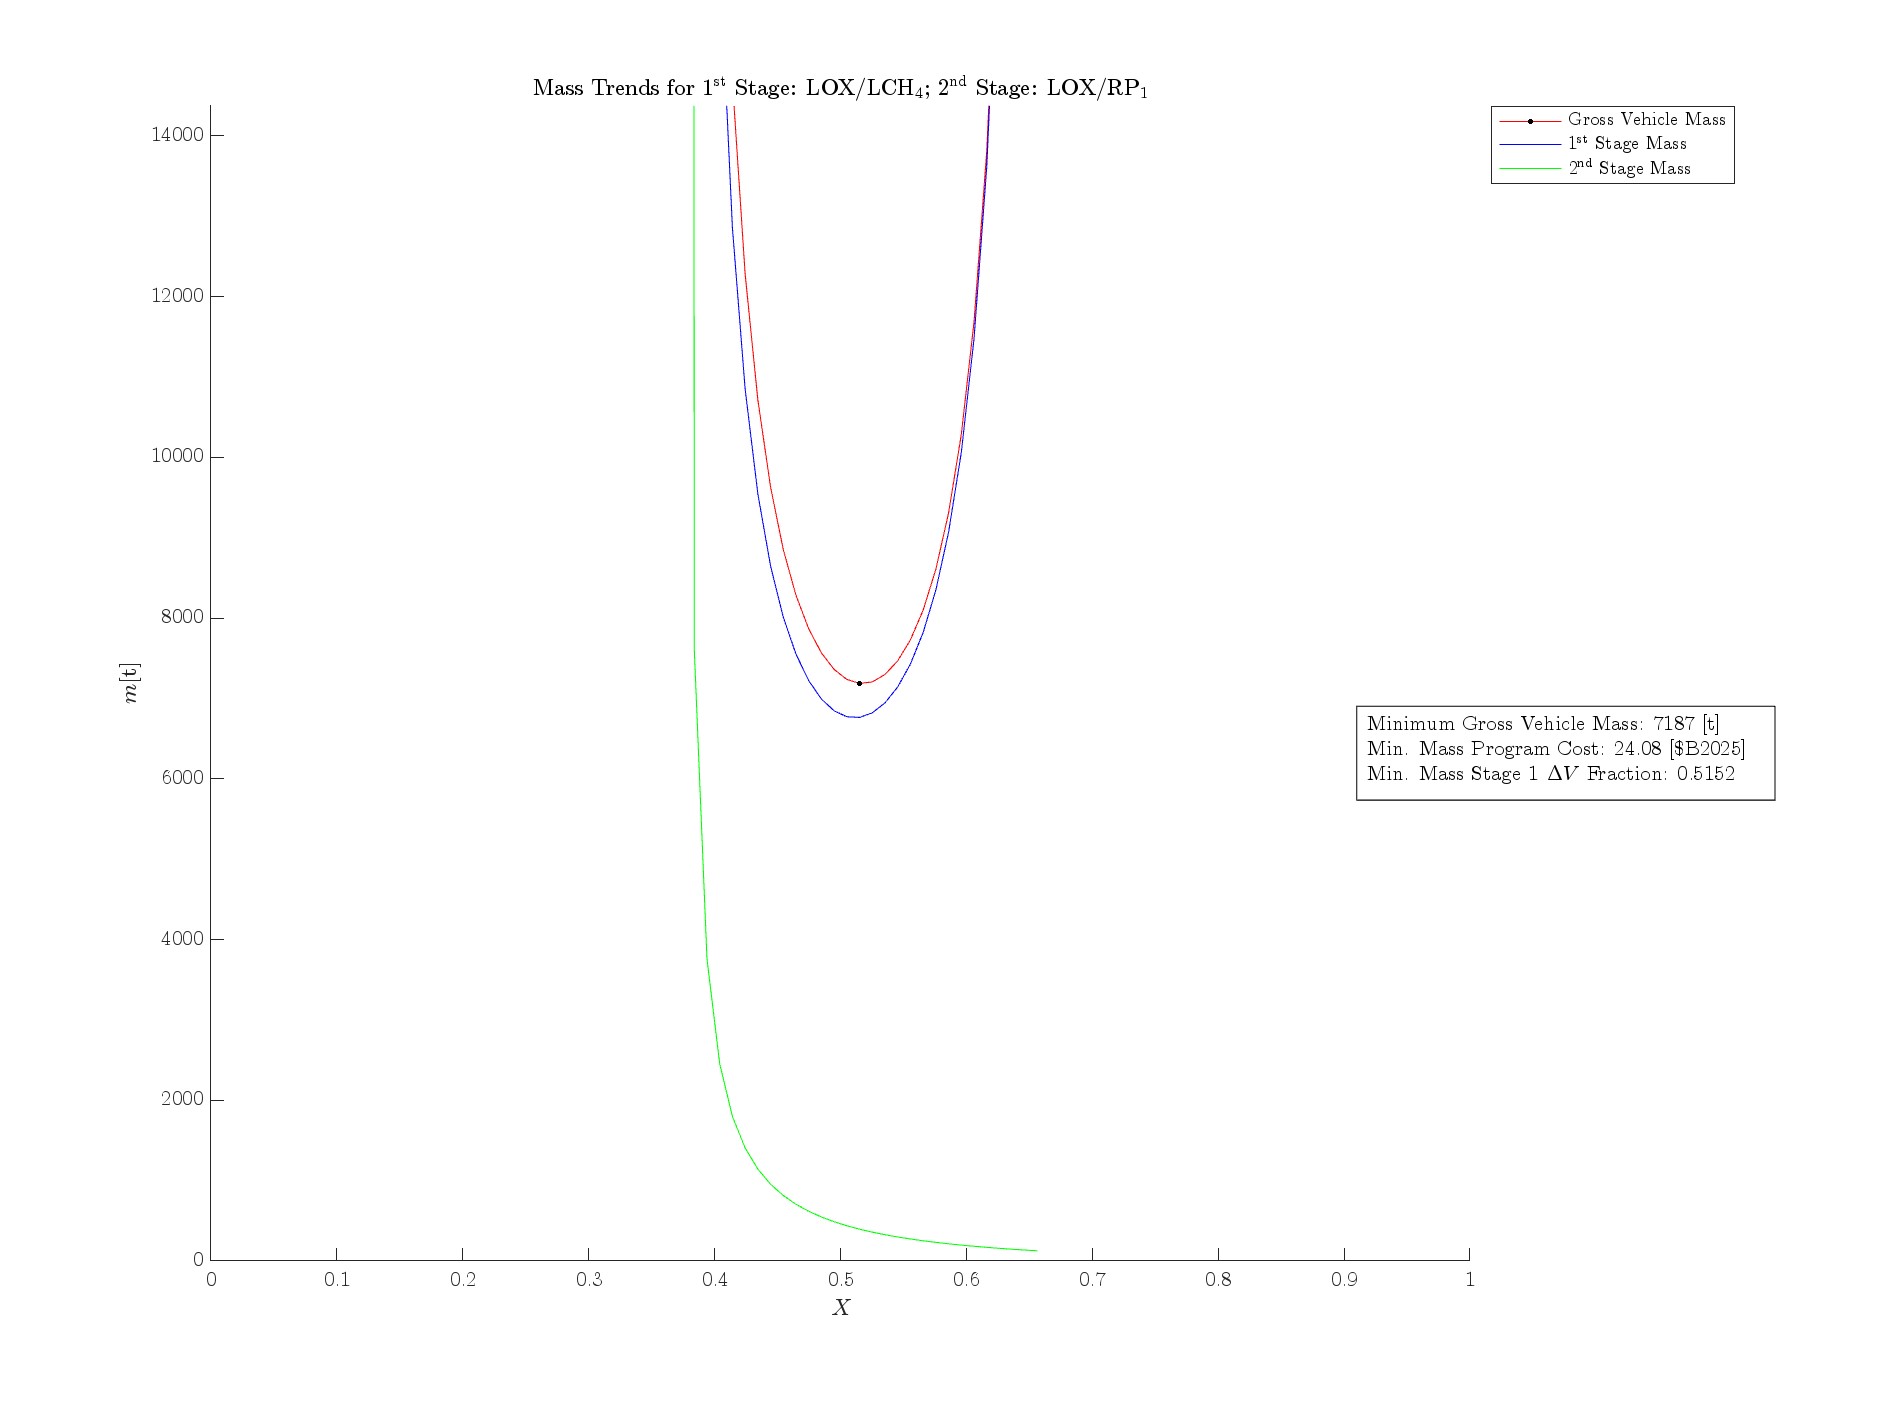 Mass Trends for 1st Stage: LOX/LCH4; 2nd Stage: LOX/RP1
Gross Vehicle Mass
1st Stage Mass
2nd Stage Mass
14000
12000
10000
8000
6000
4000
2000
0
m[t]
Minimum Gross Vehicle Mass: 7187 [t]
Min. Mass Program Cost: 24.08 [$B2025]
Min. Mass Stage 1 ΔV Fraction: 0.5152
0 0.1 0.2 0.3 0.4 0.5 0.6 0.7 0.8 0.9 1
X